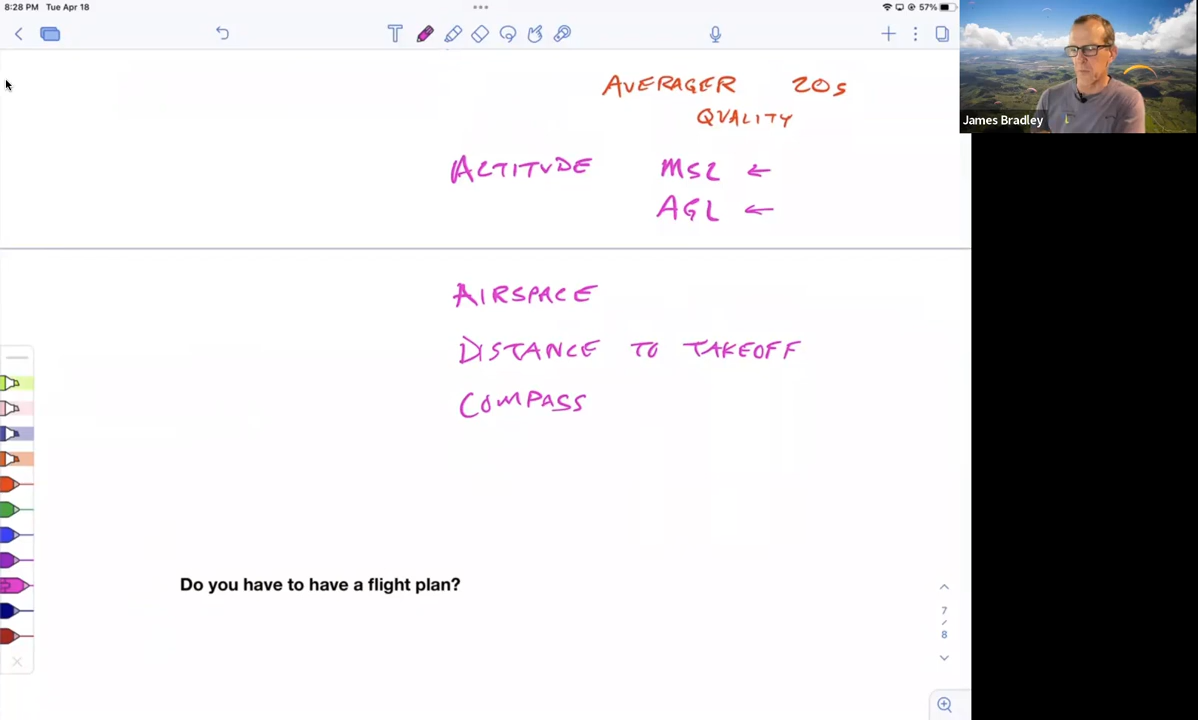 8:28 PM Tue Apr 18
57%
AVERAGER 20s
QUALITY
James Bradley
ALTITUDE MSL ←
AGL ←
AIRSPACE
DISTANCE TO TAKEOFF
COMPASS
Do you have to have a flight plan?
7
/
8